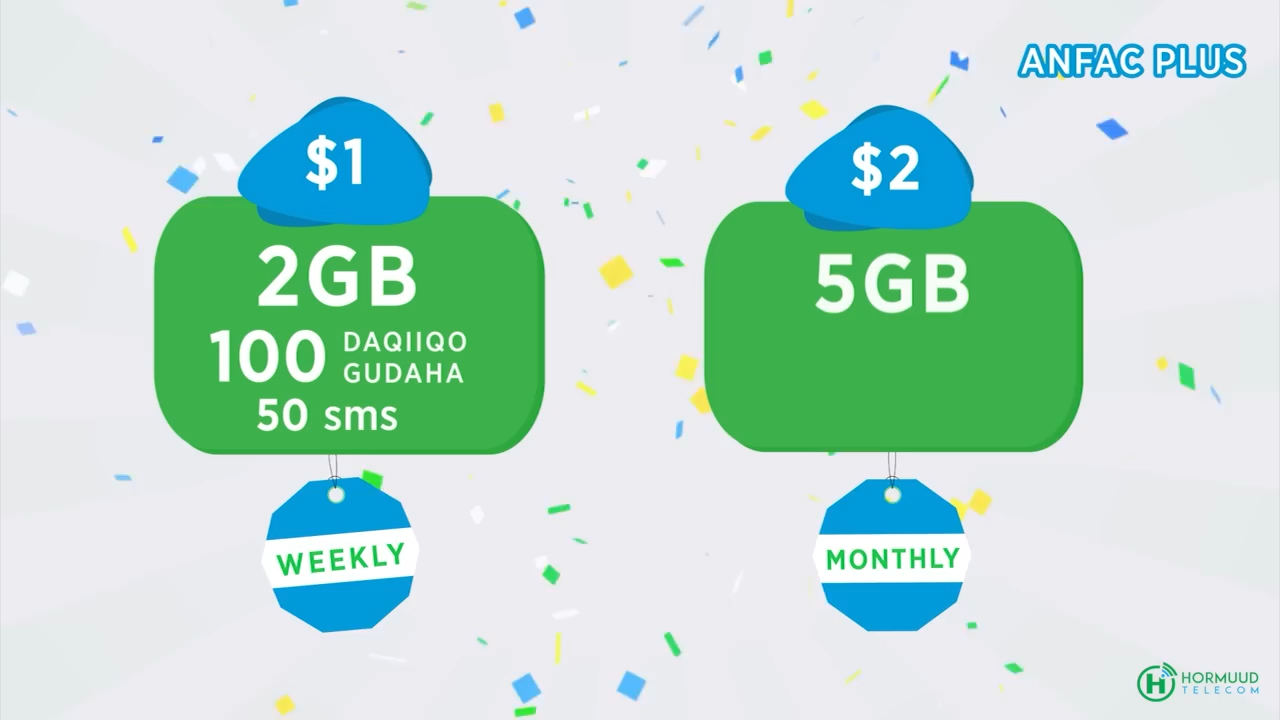 ANFAC PLUS
$1
2GB
100 DAQIIQO
GUDAHA
50 sms
WEEKLY
$2
5GB
MONTHLY
HORMUUD
TELECOM